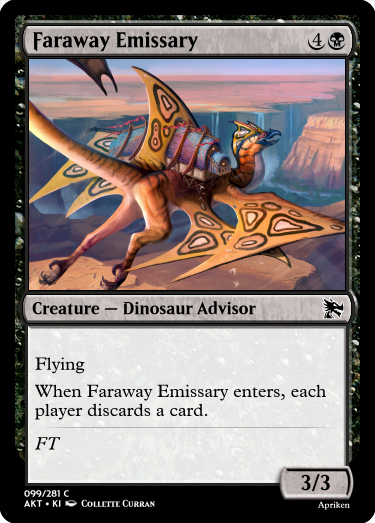 Faraway Emissary 4
Creature — Dinosaur Advisor
Flying
When Faraway Emissary enters, each
player discards a card.
FT
3/3
099/281 C
AKT • KI Collette Curran
Apriken